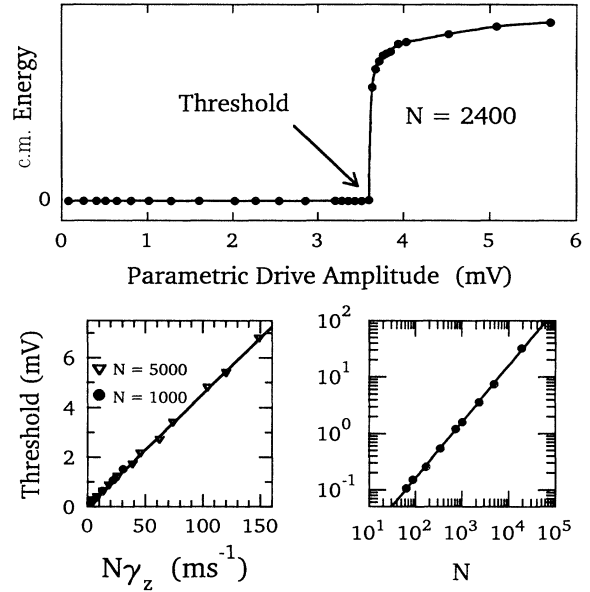 c.m. Energy
0
Threshold
N = 2400
0 1 2 3 4 5 6
Parametric Drive Amplitude (mV)
Threshold (mV)
6
4
2
0
N = 5000
N = 1000
0 50 100 150
Nγz (ms⁻¹)
10²
10¹
10⁰
10⁻¹
10¹ 10² 10³ 10⁴ 10⁵
N